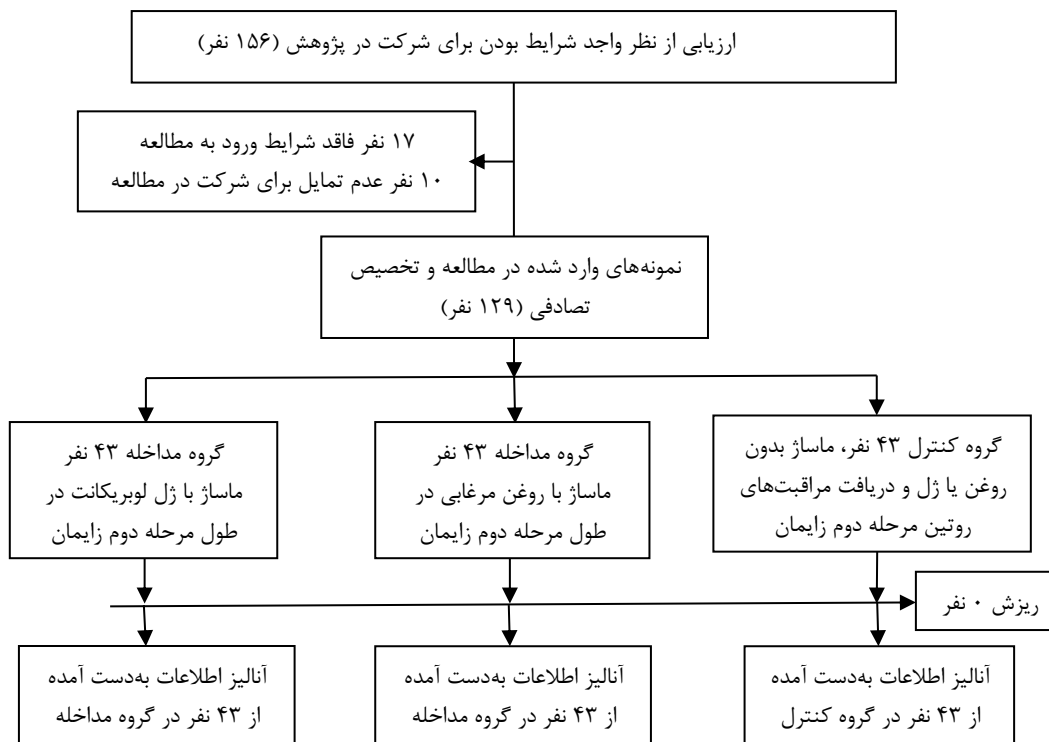 ارزیابی از نظر واجد شرایط بودن برای شرکت در پژوهش (۱۵۶ نفر)
۱۷ نفر فاقد شرایط ورود به مطالعه
۱۰ نفر عدم تمایل برای شرکت در مطالعه
نمونه‌های وارد شده در مطالعه و تخصیص
تصادفی (۱۲۹ نفر)
گروه کنترل ۴۳ نفر، ماساژ بدون
روغن یا ژل و دریافت مراقبت‌های
روتین مرحله دوم زایمان
گروه مداخله ۴۳ نفر
ماساژ با روغن مرغابی در
طول مرحله دوم زایمان
گروه مداخله ۴۳ نفر
ماساژ با ژل لوبریکانت در
طول مرحله دوم زایمان
ریزش ۰ نفر
آنالیز اطلاعات به‌دست آمده
از ۴۳ نفر در گروه کنترل
آنالیز اطلاعات به‌دست آمده
از ۴۳ نفر در گروه مداخله
آنالیز اطلاعات به‌دست آمده
از ۴۳ نفر در گروه مداخله